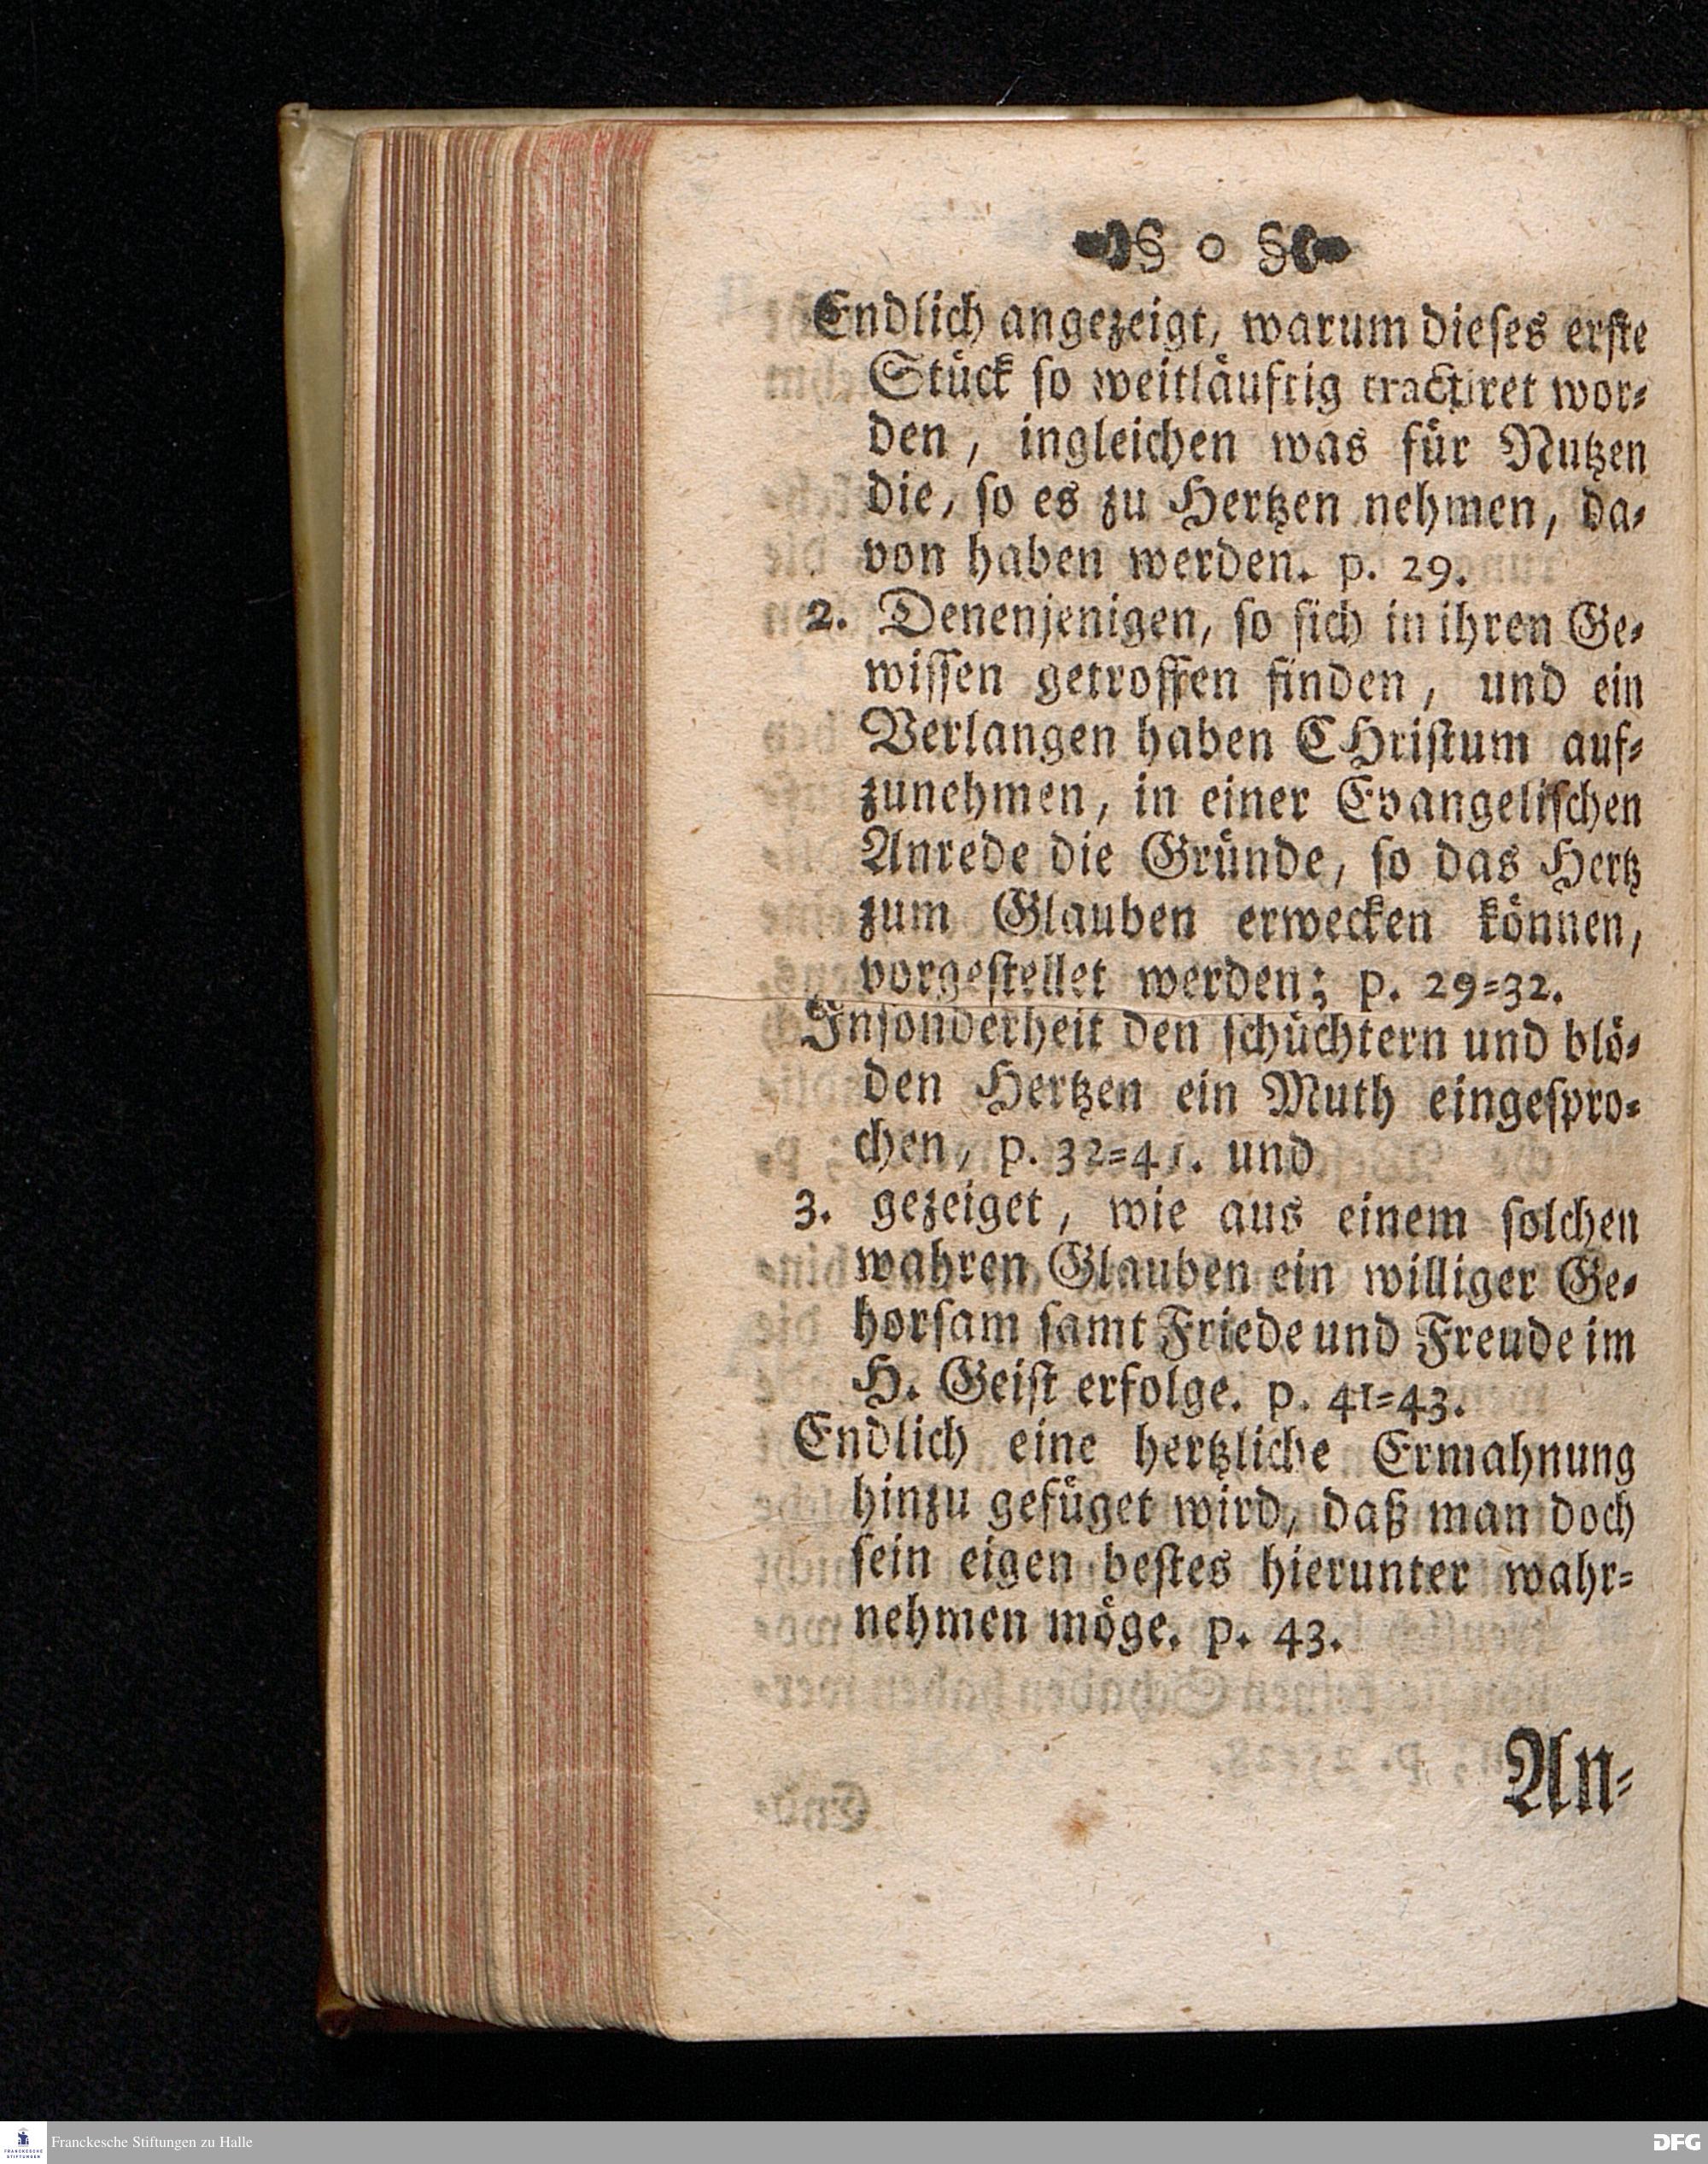 § o §
Endlich angezeigt, warum dieſes erſte
Stück ſo weitläuftig tractiret wor⸗
den, ingleichen was für Nutzen
die, ſo es zu Hertzen nehmen, da⸗
von haben werden. p. 29.
2. Denenjenigen, ſo ſich in ihren Ge⸗
wiſſen getroffen finden, und ein
Verlangen haben CHriſtum auf⸗
zunehmen, in einer Evangeliſchen
Anrede die Gründe, ſo das Hertz
zum Glauben erwecken können,
vorgeſtellet werden; p. 29⸗32.
Inſonderheit den ſchüchtern und blö⸗
den Hertzen ein Muth eingeſpro⸗
chen, p. 32⸗41. und
3. gezeiget, wie aus einem ſolchen
wahren Glauben ein williger Ge⸗
horſam ſamt Friede und Freude im
H. Geiſt erfolge. p. 41⸗43.
Endlich eine hertzliche Ermahnung
hinzu gefüget wird, daß man doch
ſein eigen beſtes hierunter wahr⸗
nehmen möge. p. 43.
An⸗
FRANCKESCHE
STIFTUNGEN
Franckesche Stiftungen zu Halle
DFG